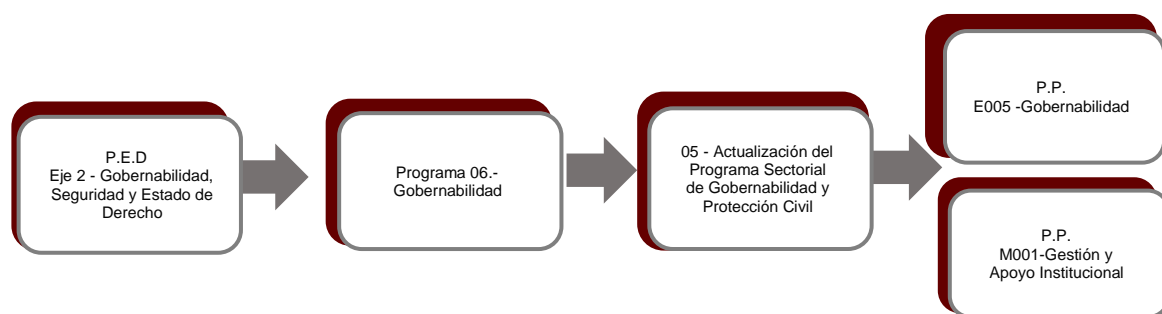 P.E.D
Eje 2 - Gobernabilidad,
Seguridad y Estado de
Derecho
Programa 06.-
Gobernabilidad
05 - Actualización del
Programa Sectorial
de Gobernabilidad y
Protección Civil
P.P.
E005 -Gobernabilidad
P.P.
M001-Gestión y
Apoyo Institucional